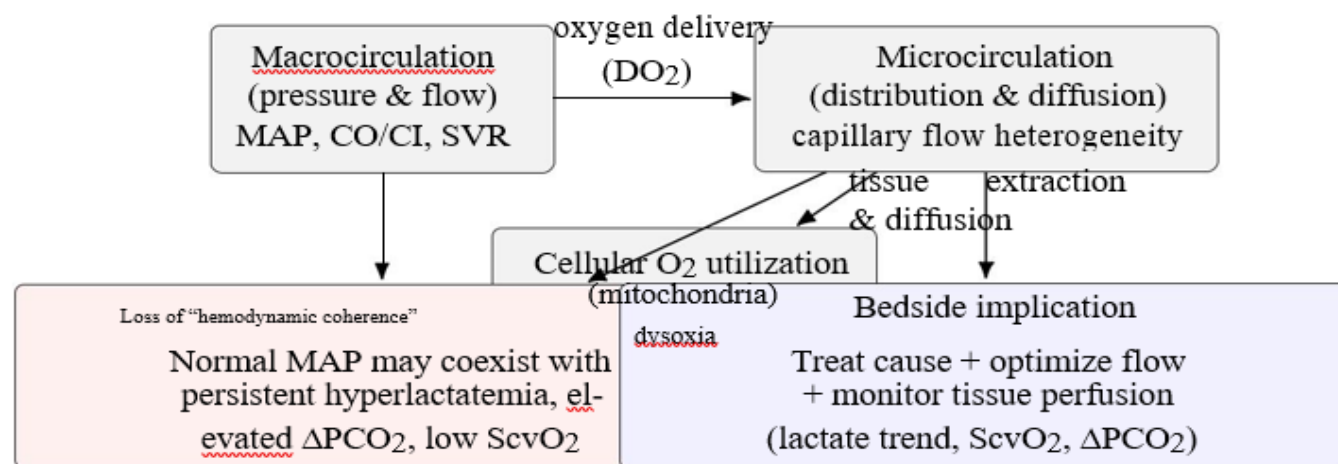 Macrocirculation
(pressure & flow)
MAP, CO/CI, SVR
oxygen delivery
(DO2)
Microcirculation
(distribution & diffusion)
capillary flow heterogeneity
tissue extraction
& diffusion
Cellular O2 utilization
(mitochondria)
dysoxia
Loss of “hemodynamic coherence”
Normal MAP may coexist with
persistent hyperlactatemia, el-
evated ΔPCO2, low ScvO2
Bedside implication
Treat cause + optimize flow
+ monitor tissue perfusion
(lactate trend, ScvO2, ΔPCO2)